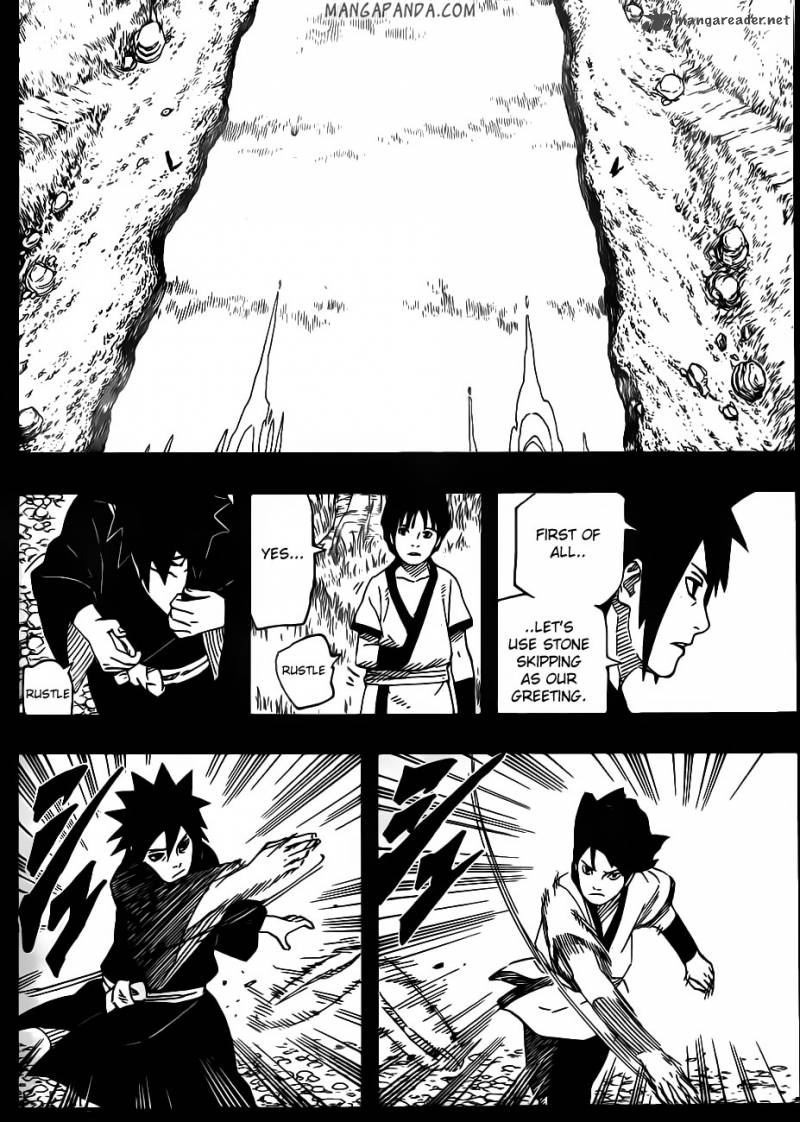 MANGAPANDA.COM
mangareader.net
FIRST OF
ALL..
..LET'S
USE STONE
SKIPPING
AS OUR
GREETING.
YES...
RUSTLE
RUSTLE